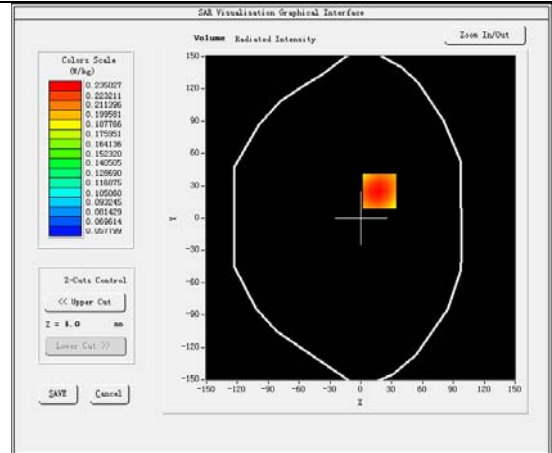 SAR Visualisation Graphical Interface
Volume Radiated Intensity
Zoom In/Out
Colors Scale
(W/kg)
0.235027
0.223211
0.211396
0.199581
0.187766
0.175951
0.164136
0.152320
0.140505
0.128690
0.116875
0.105060
0.093245
0.081429
0.069614
0.057799
Z-Cuts Control
<< Upper Cut
Z = 4.0 mm
Lower Cut >>
SAVE
Cancel
150
120
90
60
30
0
-30
-60
-90
-120
-150
Y
-150 -120 -90 -60 -30 0 30 60 90 120 150
X